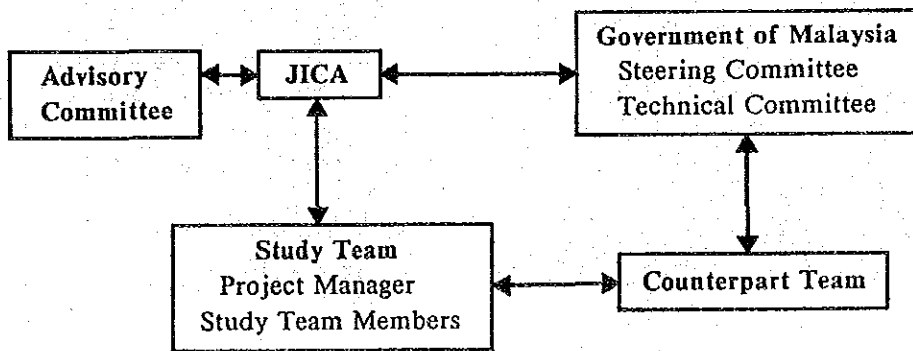 Advisory
Committee
JICA
Government of Malaysia
Steering Committee
Technical Committee
Study Team
Project Manager
Study Team Members
Counterpart Team